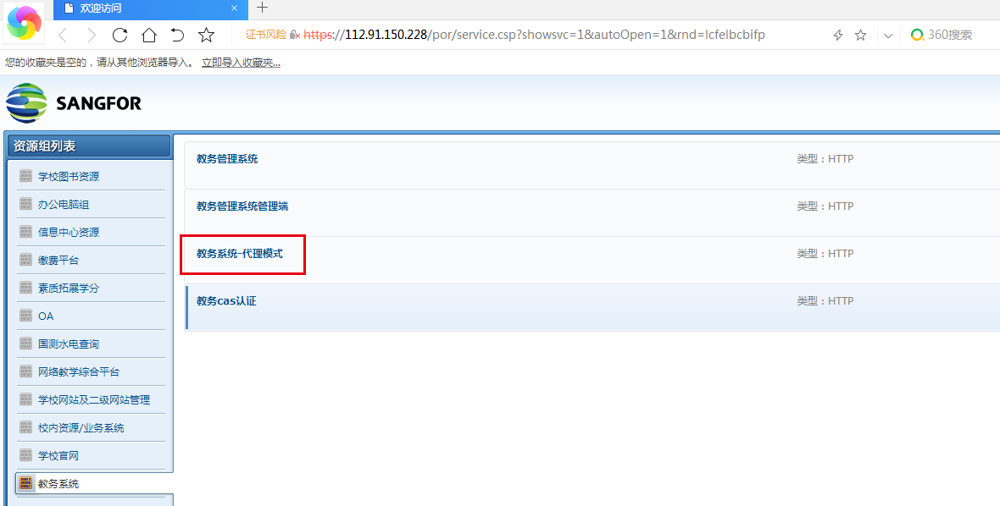 欢迎访问
证书风险 https://112.91.150.228/por/service.csp?showsvc=1&autoOpen=1&rnd=lcfelbcbifp
360搜索
您的收藏夹是空的，请从其他浏览器导入。 立即导入收藏夹...
SANGFOR
资源组列表
学校图书资源
办公电脑组
信息中心资源
缴费平台
素质拓展学分
OA
国测水电查询
网络教学综合平台
学校网站及二级网站管理
校内资源/业务系统
学校官网
教务系统
教务管理系统 类型：HTTP
教务管理系统管理端 类型：HTTP
教务系统-代理模式 类型：HTTP
教务cas认证 类型：HTTP